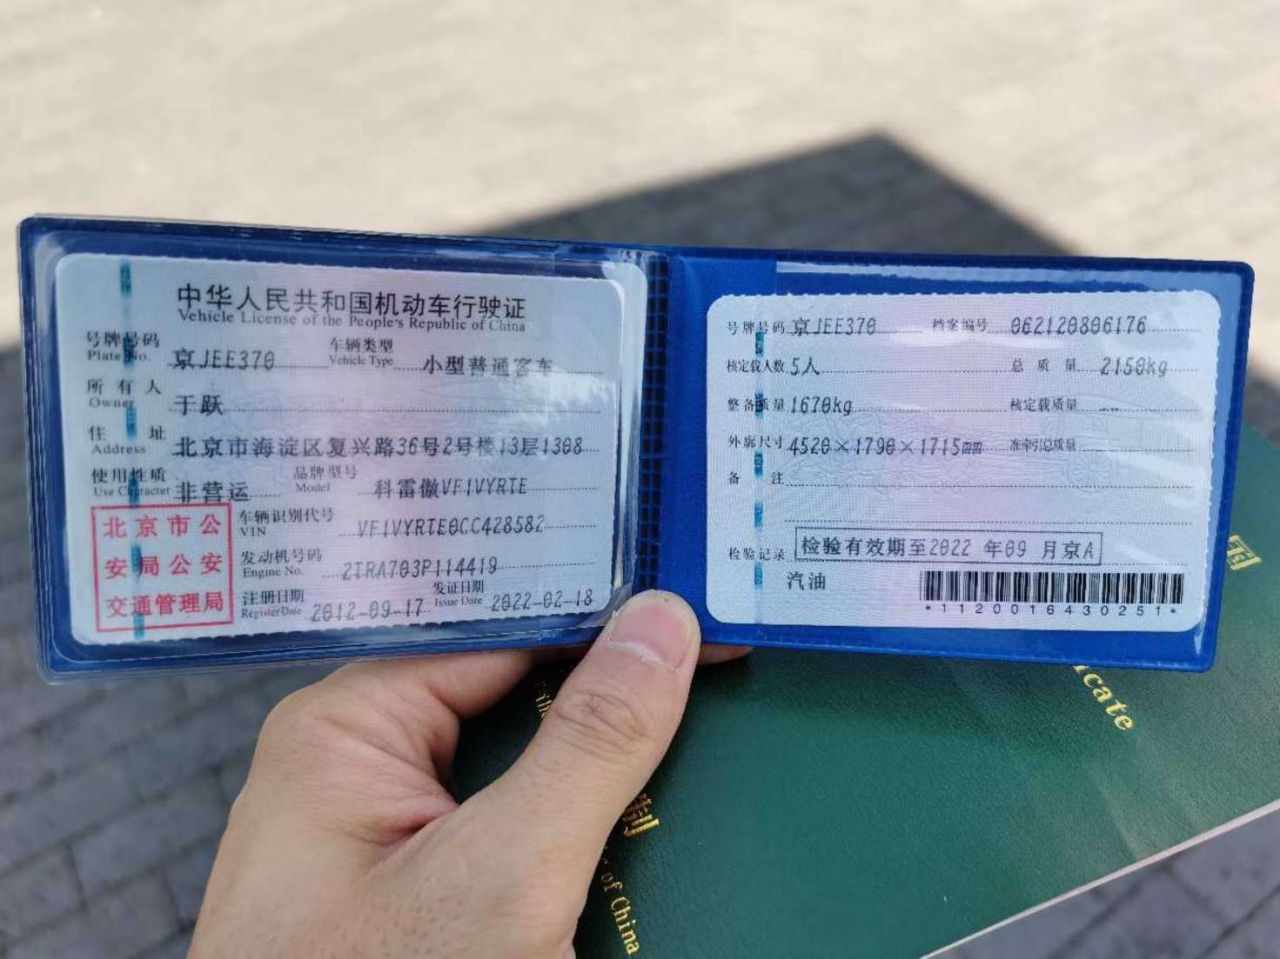 中华人民共和国机动车行驶证
Vehicle License of the People's Republic of China
号牌号码 京JEE370 车辆类型 小型普通客车
Plate No. Vehicle Type
所有人 于跃
Owner
住址 北京市海淀区复兴路36号2号楼13层1308
Address
使用性质 非营运 品牌型号 科雷傲VF1VYRTE
Use Character Model
北京市公
安局公安
交通管理局
车辆识别代号 VF1VYRTE0CC428582
VIN
发动机号码 2TRA703P114419
Engine No.
注册日期 2012-09-17 发证日期 2022-02-18
Register Date Issue Date
号牌号码 京JEE370 档案编号 062120806176
核定载人数 5人 总质量 2150kg
整备质量 1670kg 核定载质量 --
外廓尺寸 4520×1790×1715mm 准牵引总质量
备注
检验记录 检验有效期至2022年09月京A
汽油
*1120016430251*
国
icate
制
of China